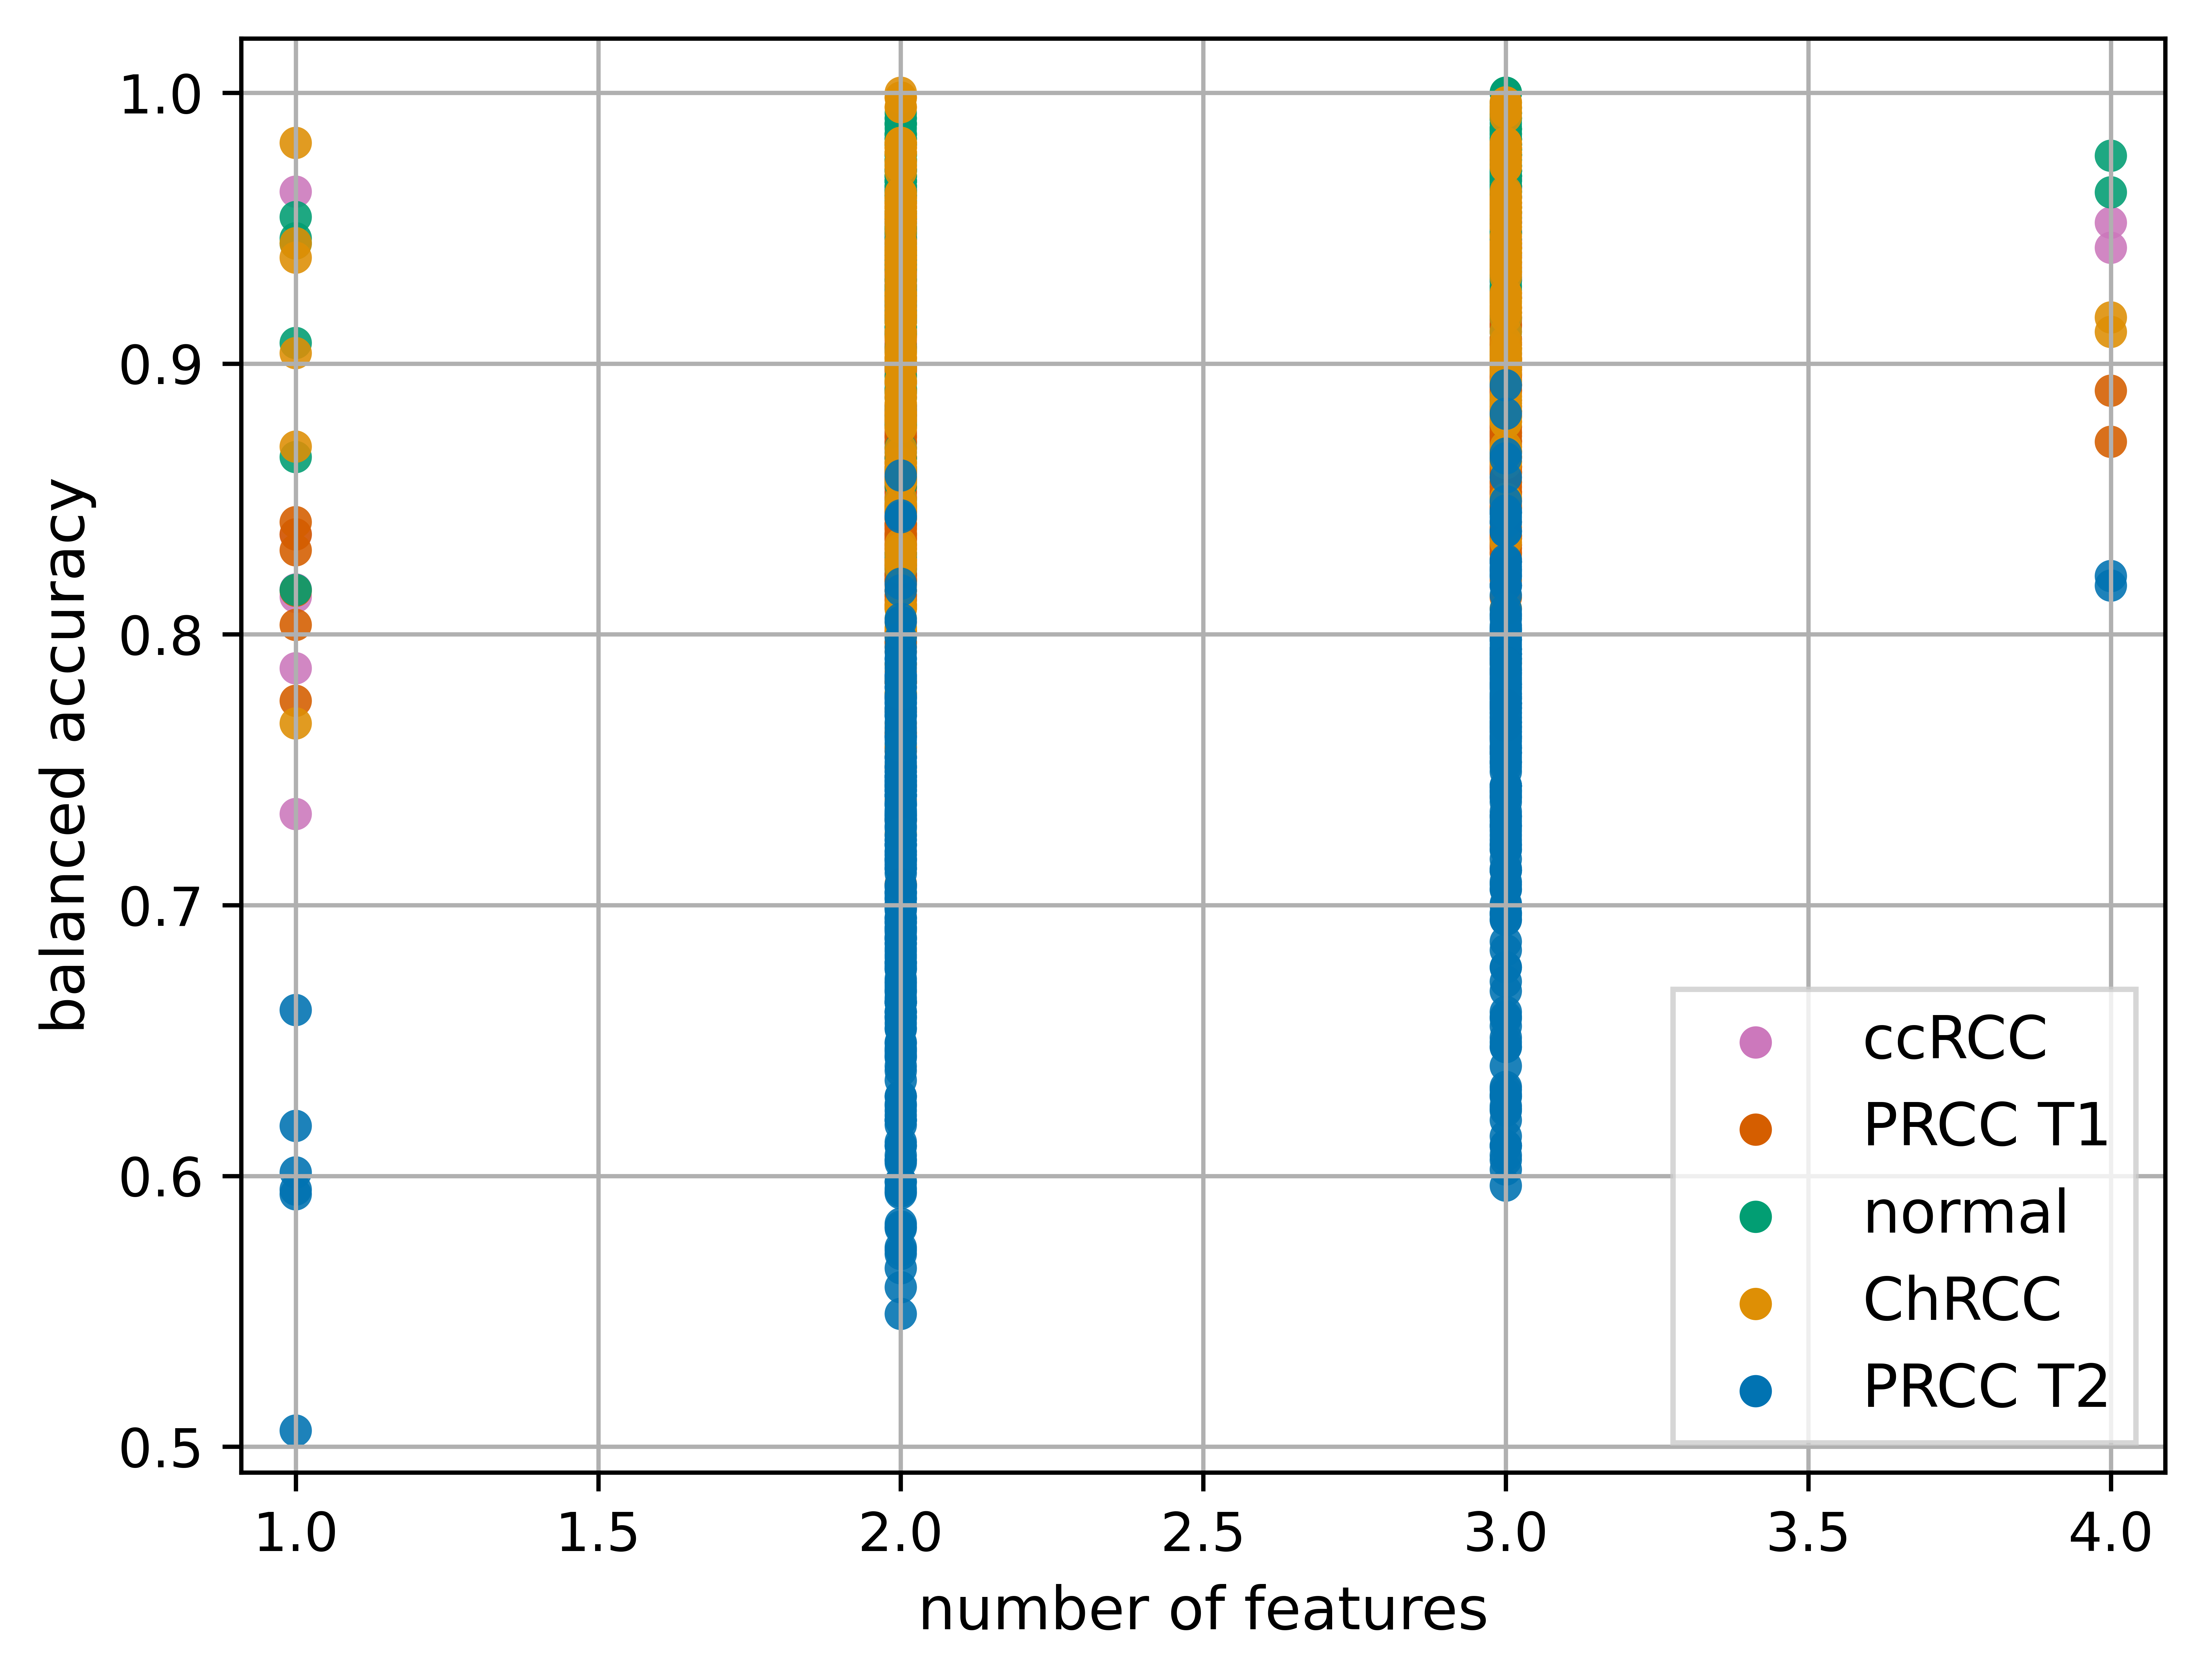 1.0
0.9
0.8
0.7
0.6
0.5
balanced accuracy
1.0 1.5 2.0 2.5 3.0 3.5 4.0
number of features
ccRCC
PRCC T1
normal
ChRCC
PRCC T2